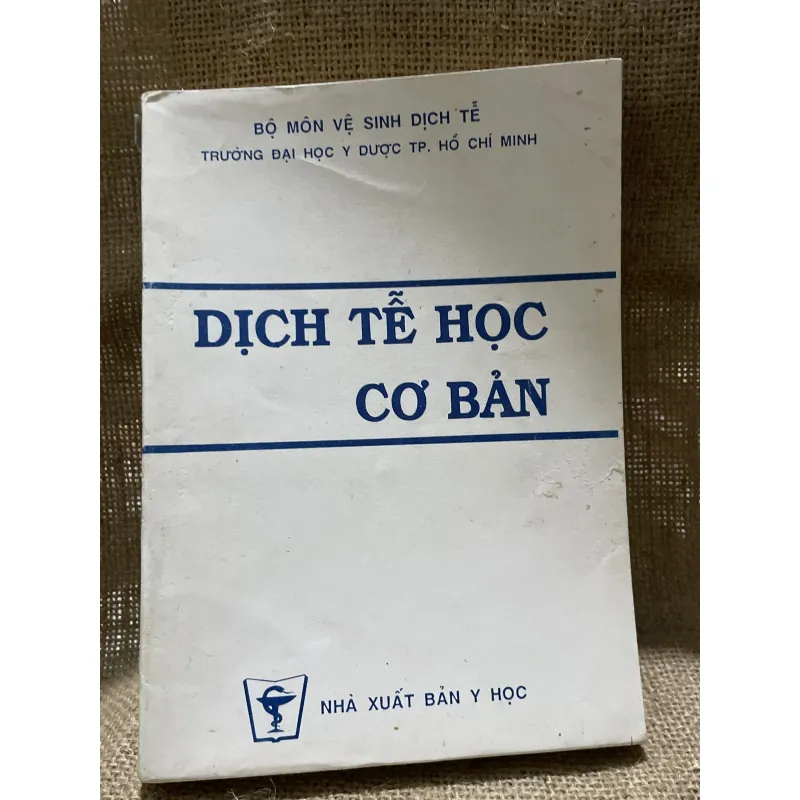 BỘ MÔN VỆ SINH DỊCH TỄ
TRƯỜNG ĐẠI HỌC Y DƯỢC TP. HỒ CHÍ MINH
DỊCH TỄ HỌC
CƠ BẢN
NHÀ XUẤT BẢN Y HỌC